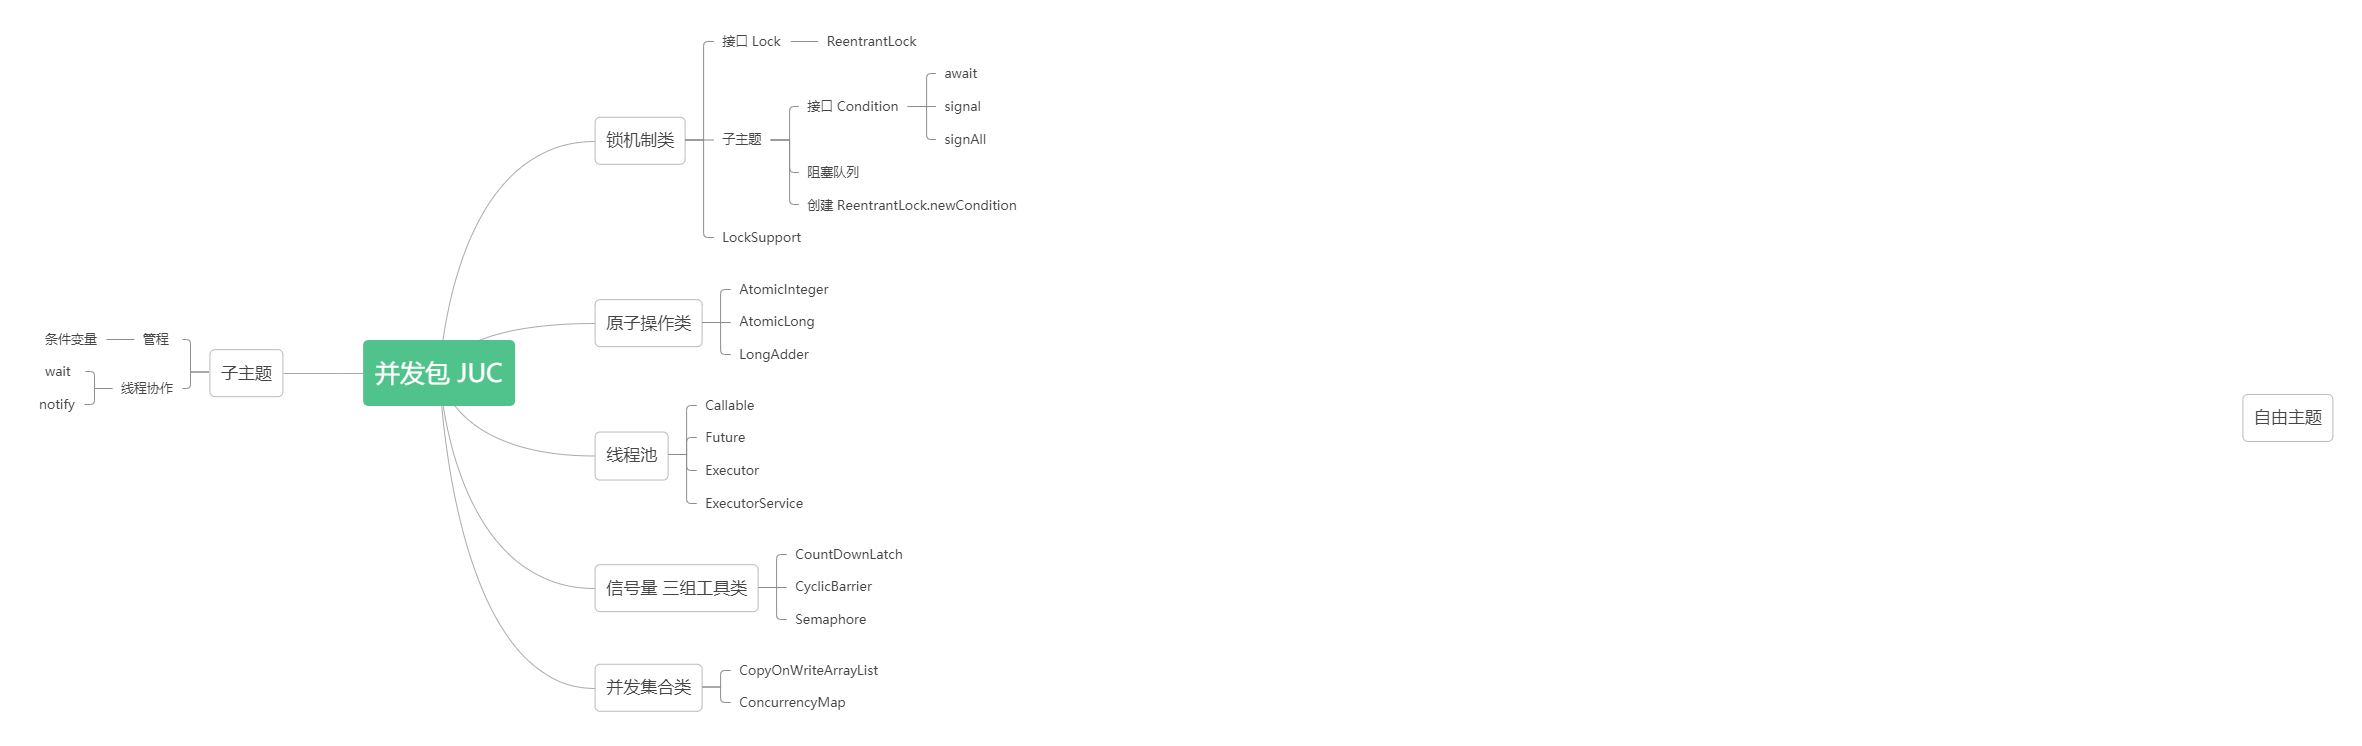 并发包 JUC
锁机制类
接口 Lock
ReentrantLock
子主题
接口 Condition
await
signal
signAll
阻塞队列
创建 ReentrantLock.newCondition
LockSupport
原子操作类
AtomicInteger
AtomicLong
LongAdder
线程池
Callable
Future
Executor
ExecutorService
信号量 三组工具类
CountDownLatch
CyclicBarrier
Semaphore
并发集合类
CopyOnWriteArrayList
ConcurrencyMap
子主题
管程
条件变量
线程协作
wait
notify
自由主题